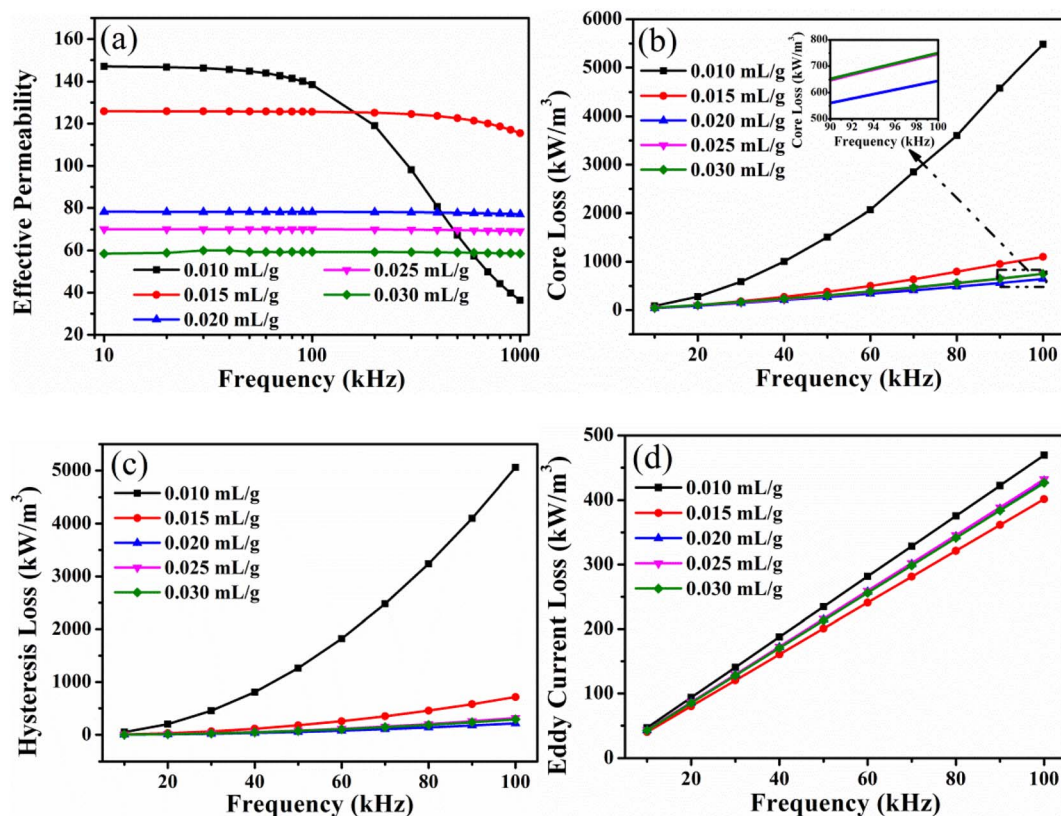 (a)
160
140
120
100
80
60
40
20
10
100
1000
Effective Permeability
Frequency (kHz)
0.010 mL/g
0.015 mL/g
0.020 mL/g
0.025 mL/g
0.030 mL/g
(b)
6000
5000
4000
3000
2000
1000
0
20
40
60
80
100
Core Loss (kW/m³)
Frequency (kHz)
0.010 mL/g
0.015 mL/g
0.020 mL/g
0.025 mL/g
0.030 mL/g
800
700
600
500
90 92 94 96 98 100
Core Loss (kW/m³)
Frequency (kHz)
(c)
5000
4000
3000
2000
1000
0
20
40
60
80
100
Hysteresis Loss (kW/m³)
Frequency (kHz)
0.010 mL/g
0.015 mL/g
0.020 mL/g
0.025 mL/g
0.030 mL/g
(d)
500
400
300
200
100
0
20
40
60
80
100
Eddy Current Loss (kW/m³)
Frequency (kHz)
0.010 mL/g
0.015 mL/g
0.020 mL/g
0.025 mL/g
0.030 mL/g